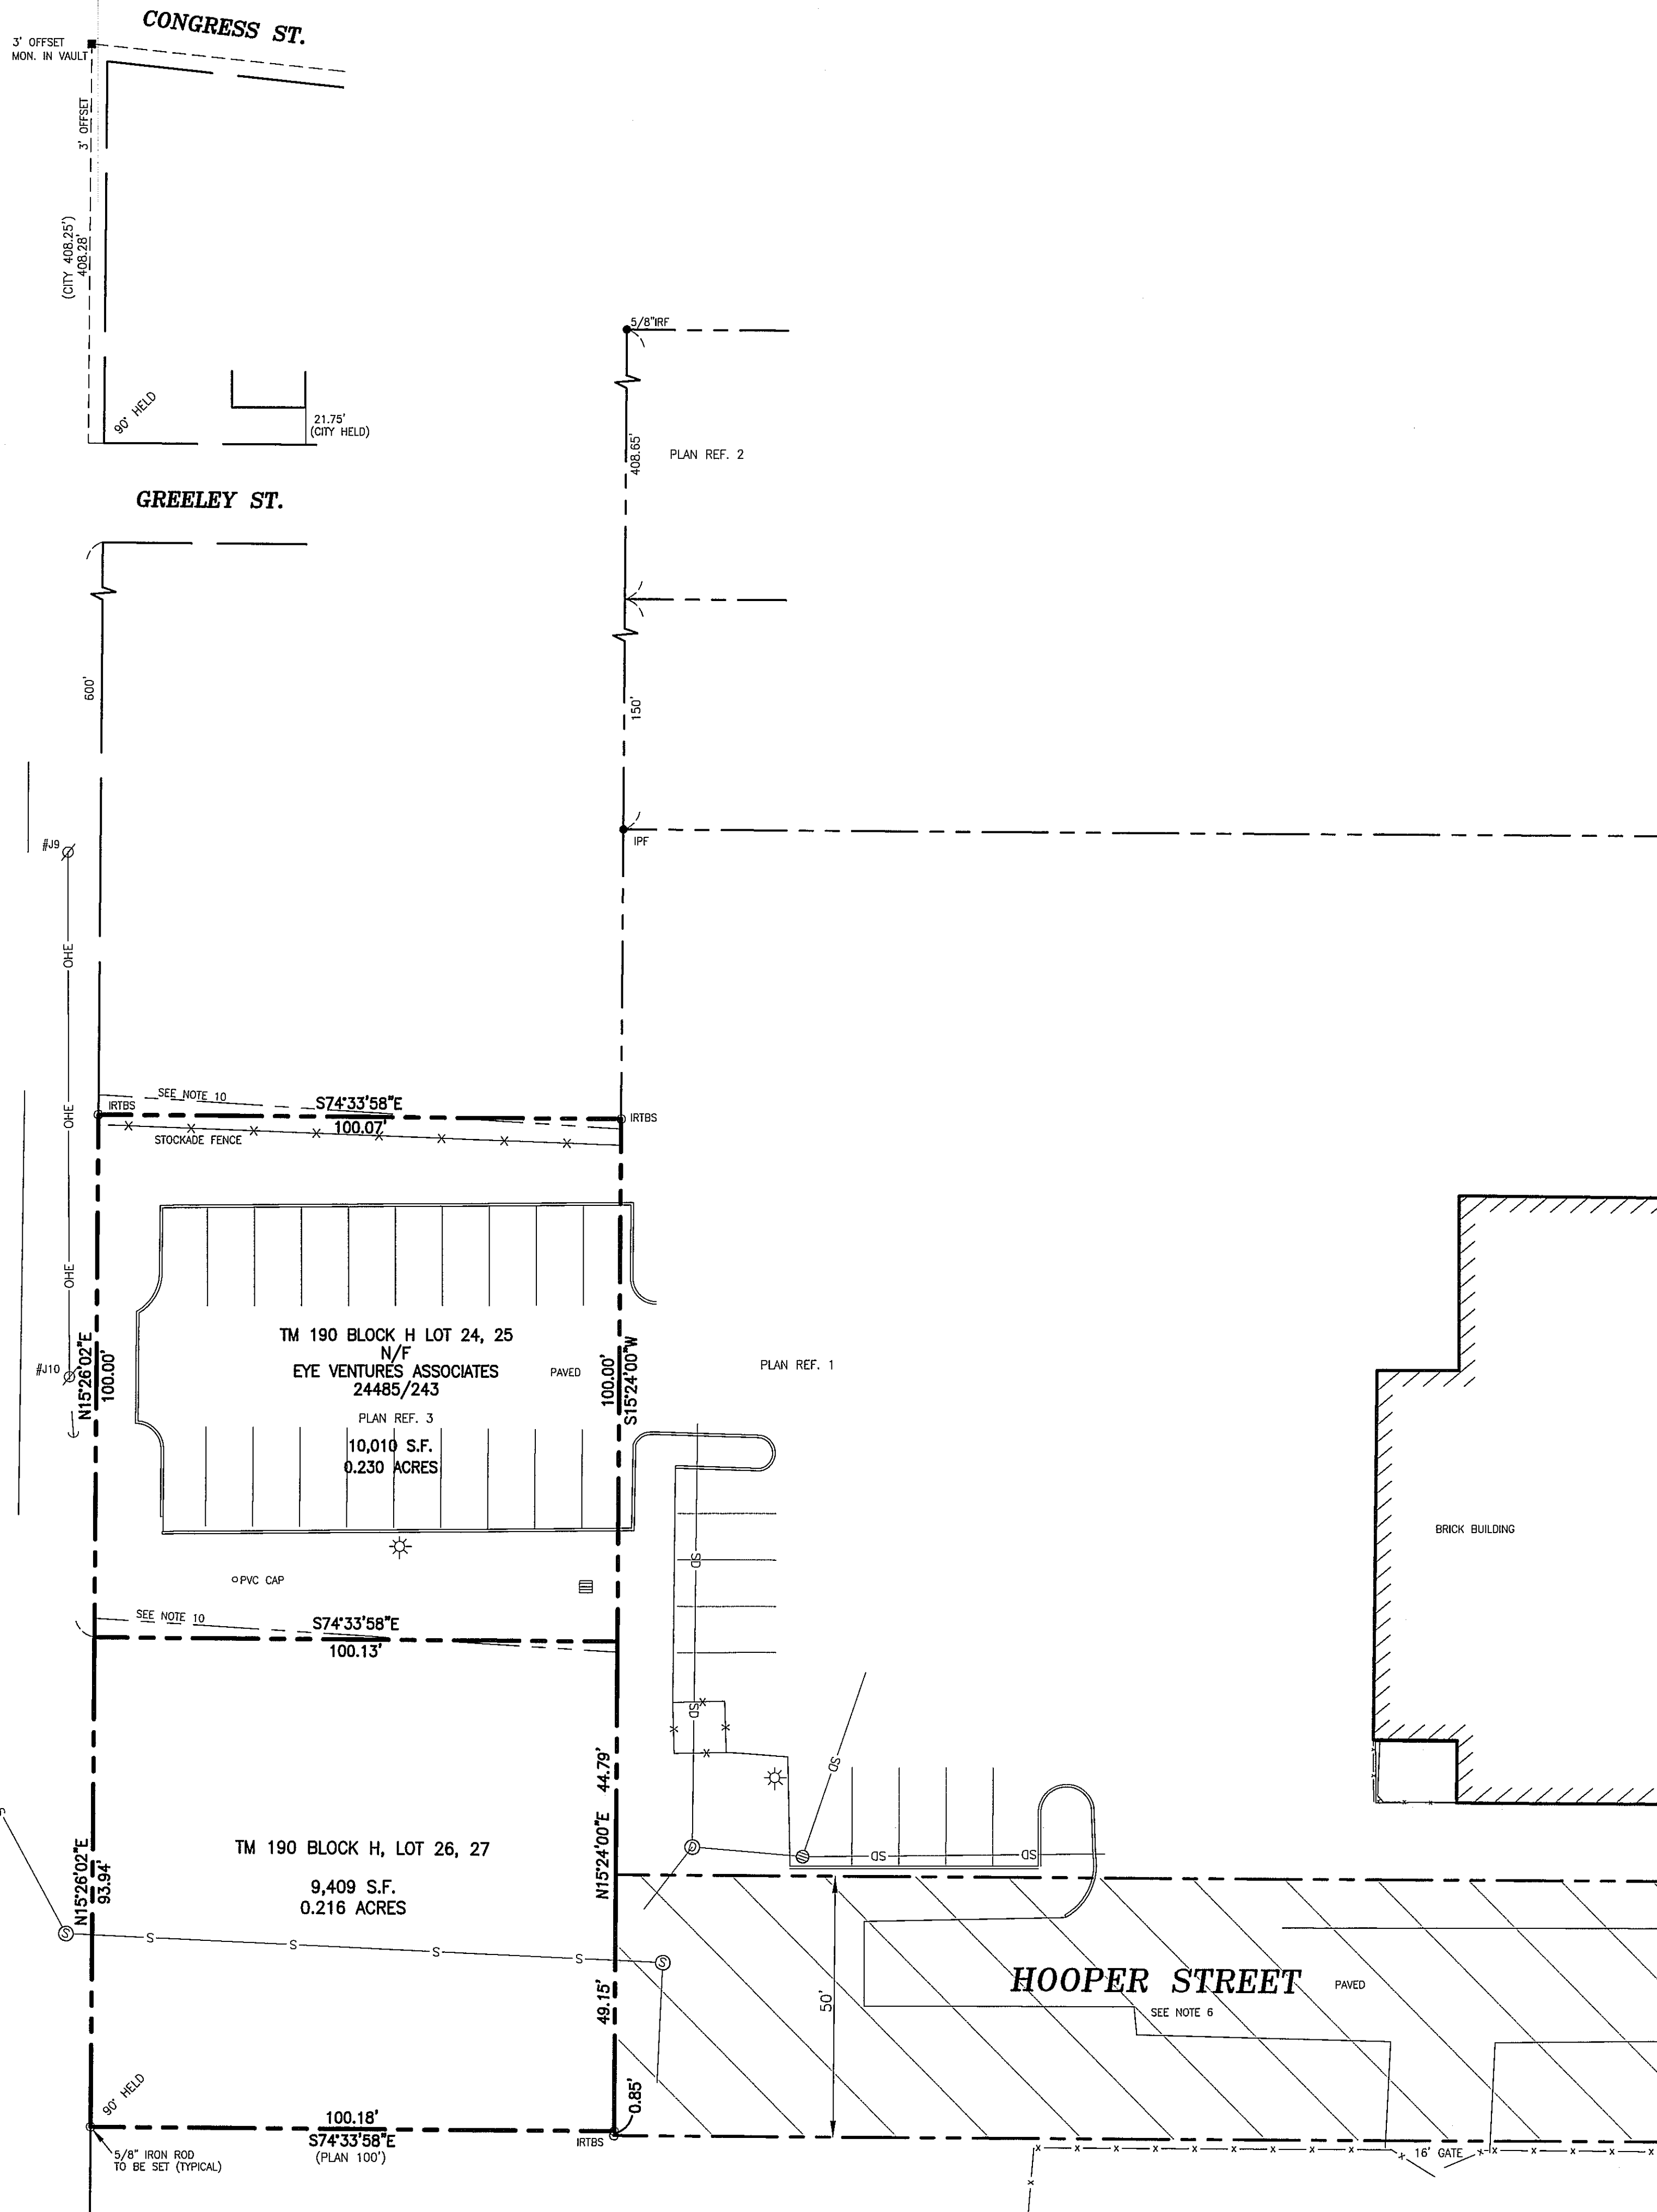 CONGRESS ST.
3' OFFSET
MON. IN VAULT
3' OFFSET
(CITY 408.25')
408.28'
90° HELD
21.75'
(CITY HELD)
GREELEY ST.
5/8"IRF
408.65'
PLAN REF. 2
600'
150'
IPF
#J9
OHE
OHE
OHE
#J10
SEE NOTE 10
IRTBS
S74°33'58"E
100.07'
IRTBS
STOCKADE FENCE
N15°26'02"E
100.00'
TM 190 BLOCK H LOT 24, 25
N/F
EYE VENTURES ASSOCIATES
24485/243
PAVED
PLAN REF. 3
10,010 S.F.
0.230 ACRES
100.00'
S15°24'00"W
PLAN REF. 1
BRICK BUILDING
SD
PVC CAP
SEE NOTE 10
S74°33'58"E
100.13'
SD
SD
44.79'
N15°24'00"E
TM 190 BLOCK H, LOT 26, 27
9,409 S.F.
0.216 ACRES
N15°26'02"E
93.94'
D
SD
SD
S
S
S
S
S
S
49.15'
50'
HOOPER STREET
PAVED
SEE NOTE 6
90° HELD
0.85'
100.18'
S74°33'58"E
(PLAN 100')
IRTBS
5/8" IRON ROD
TO BE SET (TYPICAL)
16' GATE